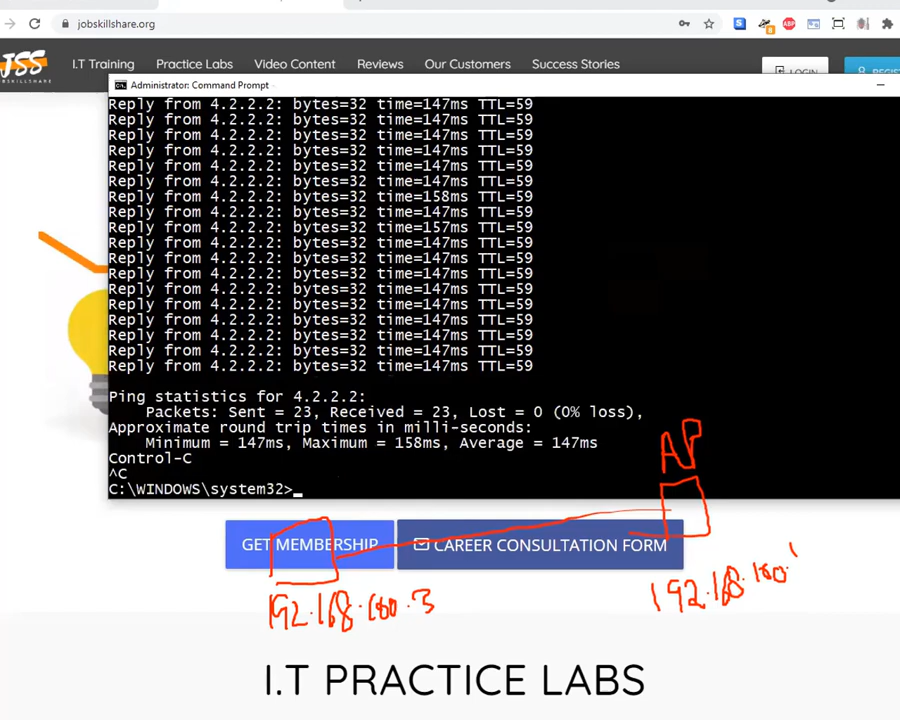 jobskillshare.org
JSS
I.T Training Practice Labs Video Content Reviews Our Customers Success Stories
LOGIN
Administrator: Command Prompt
Reply from 4.2.2.2: bytes=32 time=147ms TTL=59
Reply from 4.2.2.2: bytes=32 time=147ms TTL=59
Reply from 4.2.2.2: bytes=32 time=147ms TTL=59
Reply from 4.2.2.2: bytes=32 time=147ms TTL=59
Reply from 4.2.2.2: bytes=32 time=147ms TTL=59
Reply from 4.2.2.2: bytes=32 time=147ms TTL=59
Reply from 4.2.2.2: bytes=32 time=158ms TTL=59
Reply from 4.2.2.2: bytes=32 time=147ms TTL=59
Reply from 4.2.2.2: bytes=32 time=157ms TTL=59
Reply from 4.2.2.2: bytes=32 time=147ms TTL=59
Reply from 4.2.2.2: bytes=32 time=147ms TTL=59
Reply from 4.2.2.2: bytes=32 time=147ms TTL=59
Reply from 4.2.2.2: bytes=32 time=147ms TTL=59
Reply from 4.2.2.2: bytes=32 time=147ms TTL=59
Reply from 4.2.2.2: bytes=32 time=147ms TTL=59
Reply from 4.2.2.2: bytes=32 time=147ms TTL=59
Reply from 4.2.2.2: bytes=32 time=147ms TTL=59
Reply from 4.2.2.2: bytes=32 time=147ms TTL=59
Ping statistics for 4.2.2.2:
Packets: Sent = 23, Received = 23, Lost = 0 (0% loss),
Approximate round trip times in milli-seconds:
Minimum = 147ms, Maximum = 158ms, Average = 147ms
Control-C
^C
C:\WINDOWS\system32>
AP
GET MEMBERSHIP
CAREER CONSULTATION FORM
192.168.100.3
192.168.100.1
I.T PRACTICE LABS